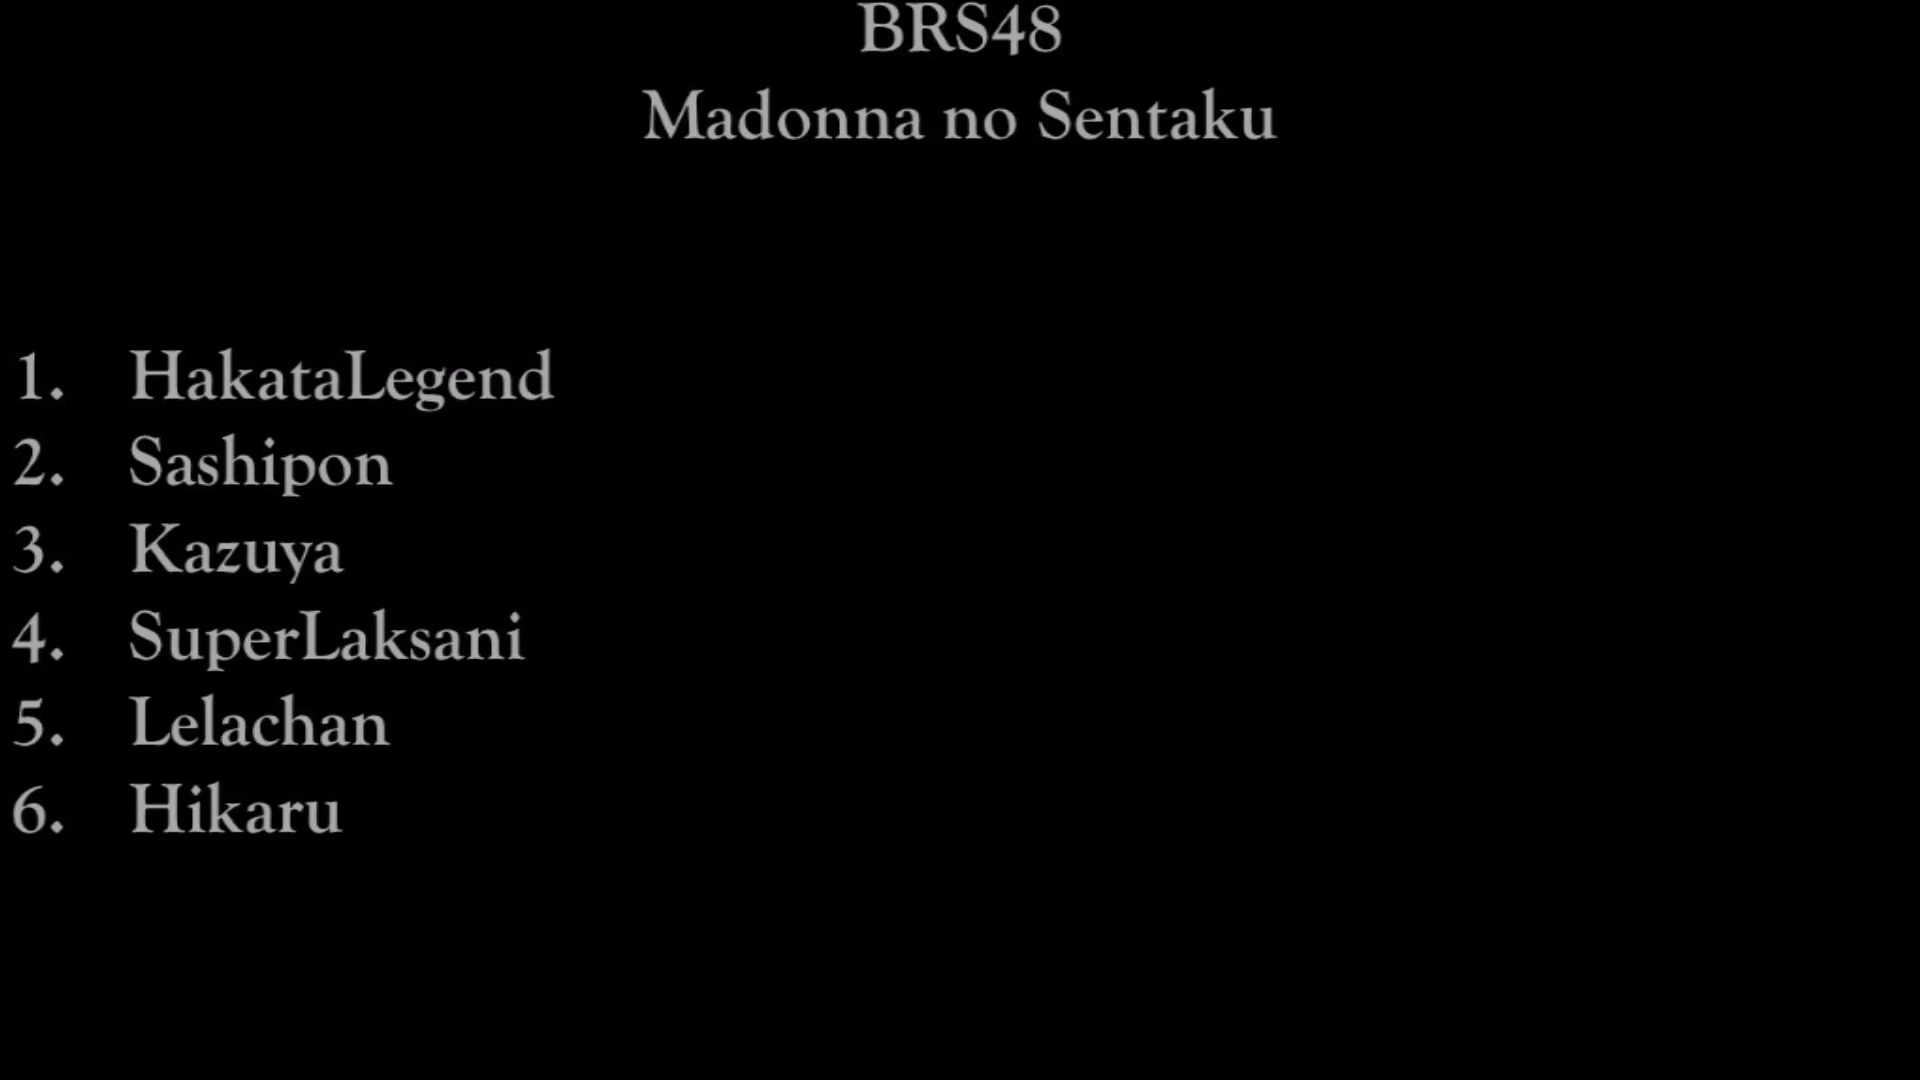 BRS48
Madonna no Sentaku
1. HakataLegend
2. Sashipon
3. Kazuya
4. SuperLaksani
5. Lelachan
6. Hikaru